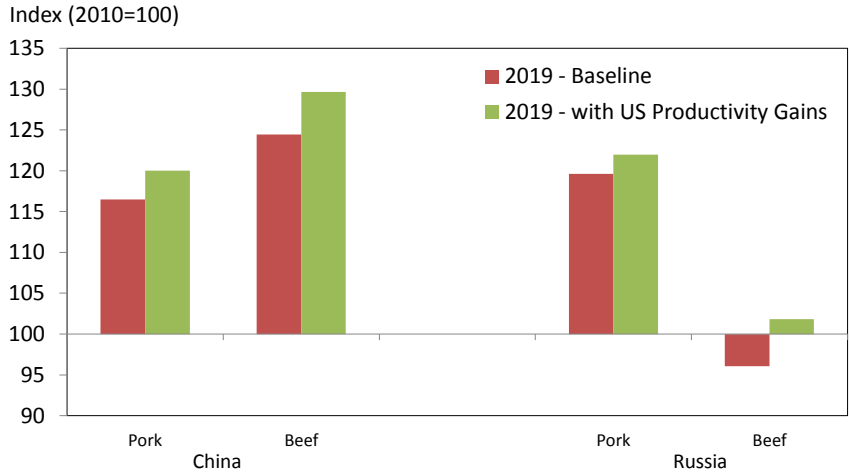 Index (2010=100)
135
130
125
120
115
110
105
100
95
90
2019 - Baseline
2019 - with US Productivity Gains
Pork Beef Pork Beef
China Russia